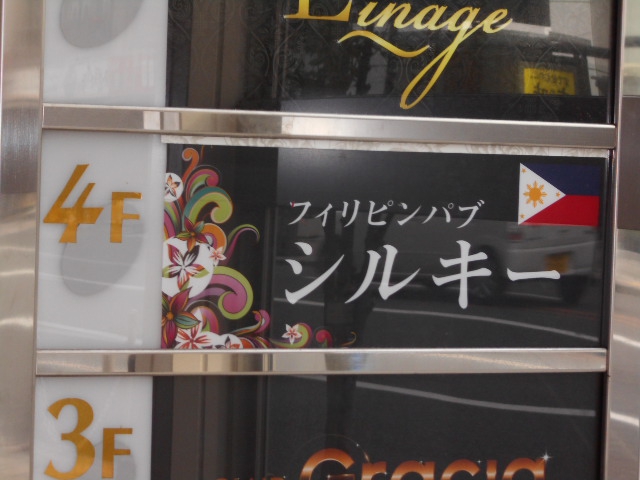 Linage
4F
フィリピンパブ
シルキー
3F
Gracia